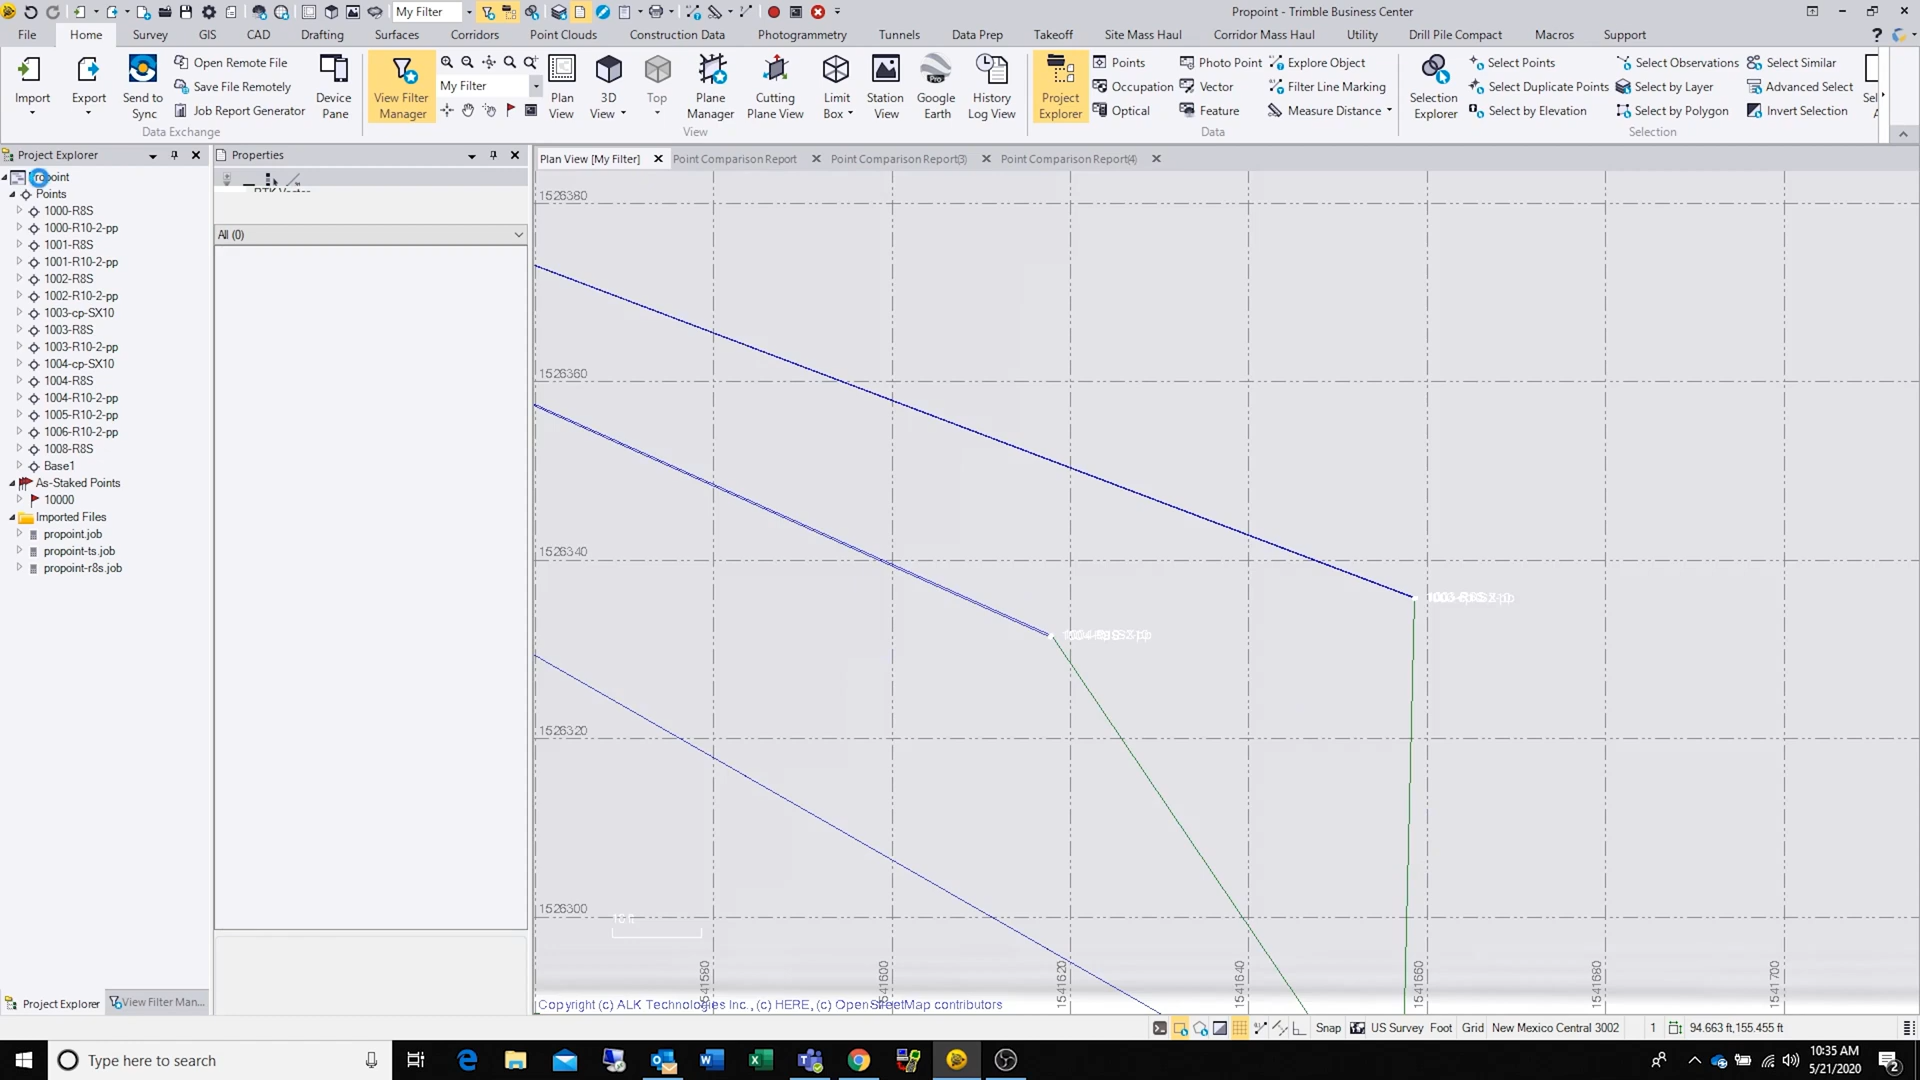 My Filter
Propoint - Trimble Business Center
File Home Survey GIS CAD Drafting Surfaces Corridors Point Clouds Construction Data Photogrammetry Tunnels Data Prep Takeoff Site Mass Haul Corridor Mass Haul Utility Drill Pile Compact Macros Support
Import
Export
Send to Sync
Open Remote File
Save File Remotely
Job Report Generator
Device Pane
Data Exchange
View Filter Manager
My Filter
Plan View
3D View
Top
Plane Manager
Cutting Plane View
Limit Box
Station View
Google Earth
History Log View
View
Project Explorer
Points
Occupation
Optical
Photo Point
Vector
Feature
Explore Object
Filter Line Marking
Measure Distance
Data
Selection Explorer
Select Points
Select Duplicate Points
Select by Elevation
Select Observations
Select by Layer
Select by Polygon
Select Similar
Advanced Select
Invert Selection
Selection
Project Explorer
Properties
Plan View [My Filter] Point Comparison Report Point Comparison Report(3) Point Comparison Report(4)
Points
1000-R8S
1000-R10-2-pp
1001-R8S
1001-R10-2-pp
1002-R8S
1002-R10-2-pp
1003-cp-SX10
1003-R8S
1003-R10-2-pp
1004-cp-SX10
1004-R8S
1004-R10-2-pp
1005-R10-2-pp
1006-R10-2-pp
1008-R8S
Base1
As-Staked Points
10000
Imported Files
propoint.job
propoint-ts.job
propoint-r8s.job
All (0)
1526380
1526360
1526340
1526320
1526300
1541580
1541600
1541620
1541640
1541660
1541680
1541700
Copyright (c) ALK Technologies Inc., (c) HERE, (c) OpenStreetMap contributors
Project Explorer View Filter Man...
Snap US Survey Foot Grid New Mexico Central 3002 1 94.663 ft,155.455 ft
Type here to search
10:35 AM
5/21/2020
2